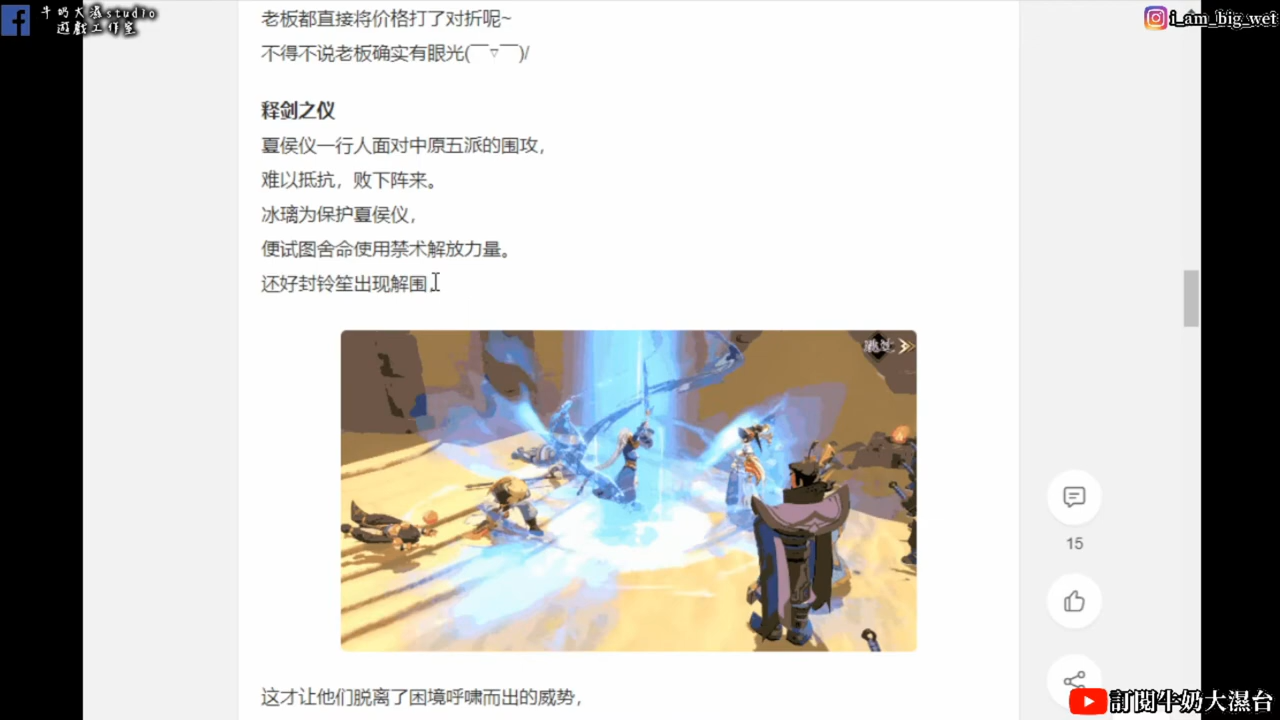 牛奶大濕studio
遊戲工作室
i_am_big_wet
老板都直接将价格打了对折呢~
不得不说老板确实有眼光(￣▽￣)/
释剑之仪
夏侯仪一行人面对中原五派的围攻，
难以抵抗，败下阵来。
冰璃为保护夏侯仪，
便试图舍命使用禁术解放力量。
还好封铃笙出现解围，
跳过
15
这才让他们脱离了困境呼啸而出的威势，
訂閱牛奶大濕台